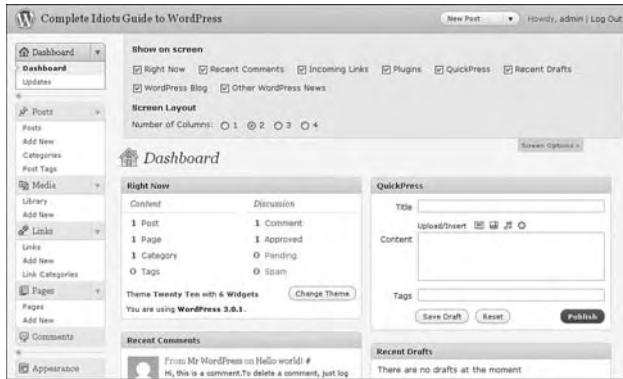 Complete Idiots Guide to WordPress
New Post
Howdy, admin | Log Out
Dashboard
Dashboard
Updates
Posts
Posts
Add New
Categories
Post Tags
Media
Library
Add New
Links
Links
Add New
Link Categories
Pages
Pages
Add New
Comments
Appearance
Show on screen
Right Now Recent Comments Incoming Links Plugins QuickPress Recent Drafts
WordPress Blog Other WordPress News
Screen Layout
Number of Columns: 1 2 3 4
Screen Options
Dashboard
Right Now
Content Discussion
1 Post 1 Comment
1 Page 1 Approved
1 Category 0 Pending
0 Tags 0 Spam
Theme Twenty Ten with 6 Widgets
Change Theme
You are using WordPress 3.0.1.
Recent Comments
From Mr WordPress on Hello world! #
Hi, this is a comment.To delete a comment, just log
QuickPress
Title
Upload/Insert
Content
Tags
Save Draft Reset Publish
Recent Drafts
There are no drafts at the moment